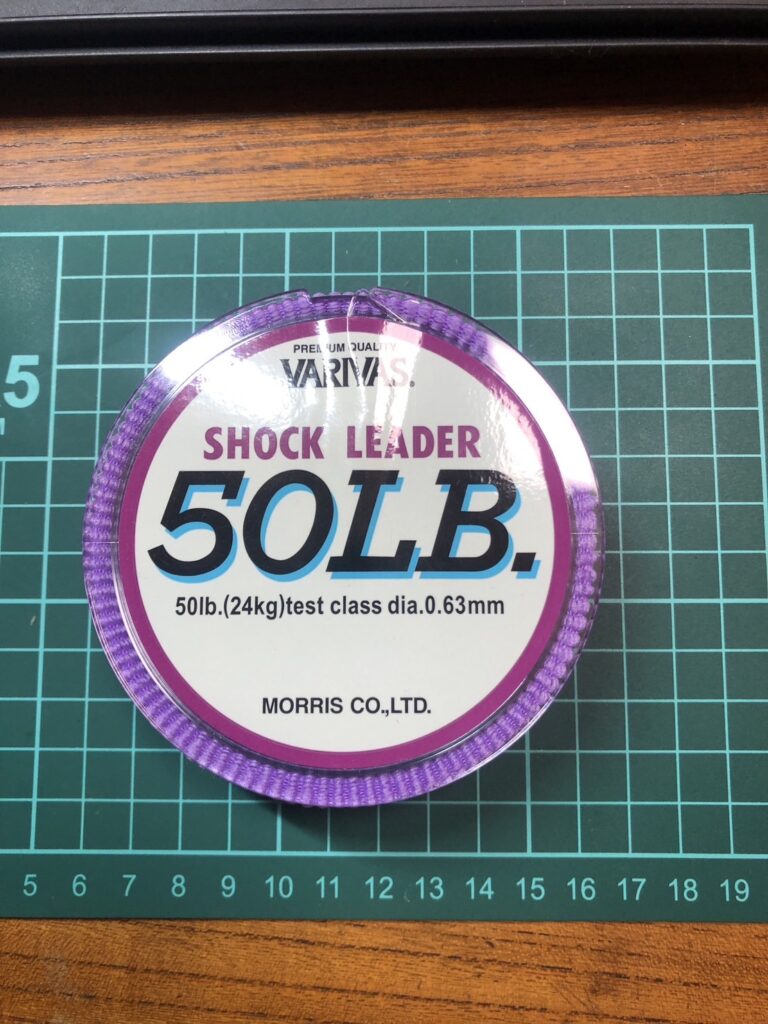 PREMIUM QUALITY
VARIVAS.
SHOCK LEADER
50LB.
50lb.(24kg)test class dia.0.63mm
MORRIS CO.,LTD.
5
5 6 7 8 9 10 11 12 13 14 15 16 17 18 19